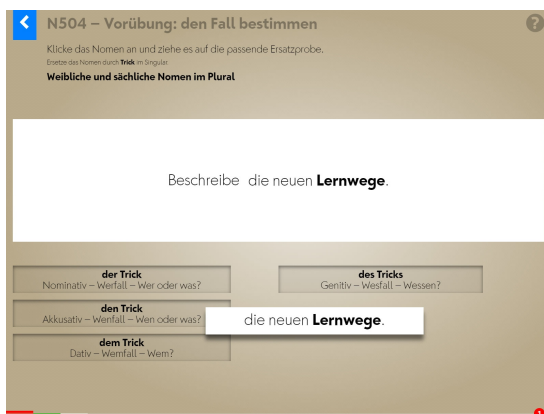 N504 – Vorübung: den Fall bestimmen
?
Klicke das Nomen an und ziehe es auf die passende Ersatzprobe.
Ersetze das Nomen durch Trick im Singular.
Weibliche und sächliche Nomen im Plural
Beschreibe die neuen Lernwege.
der Trick
Nominativ – Werfall – Wer oder was?
des Tricks
Genitiv – Wesfall – Wessen?
den Trick
Akkusativ – Wenfall – Wen oder was?
die neuen Lernwege.
dem Trick
Dativ – Wemfall – Wem?
1